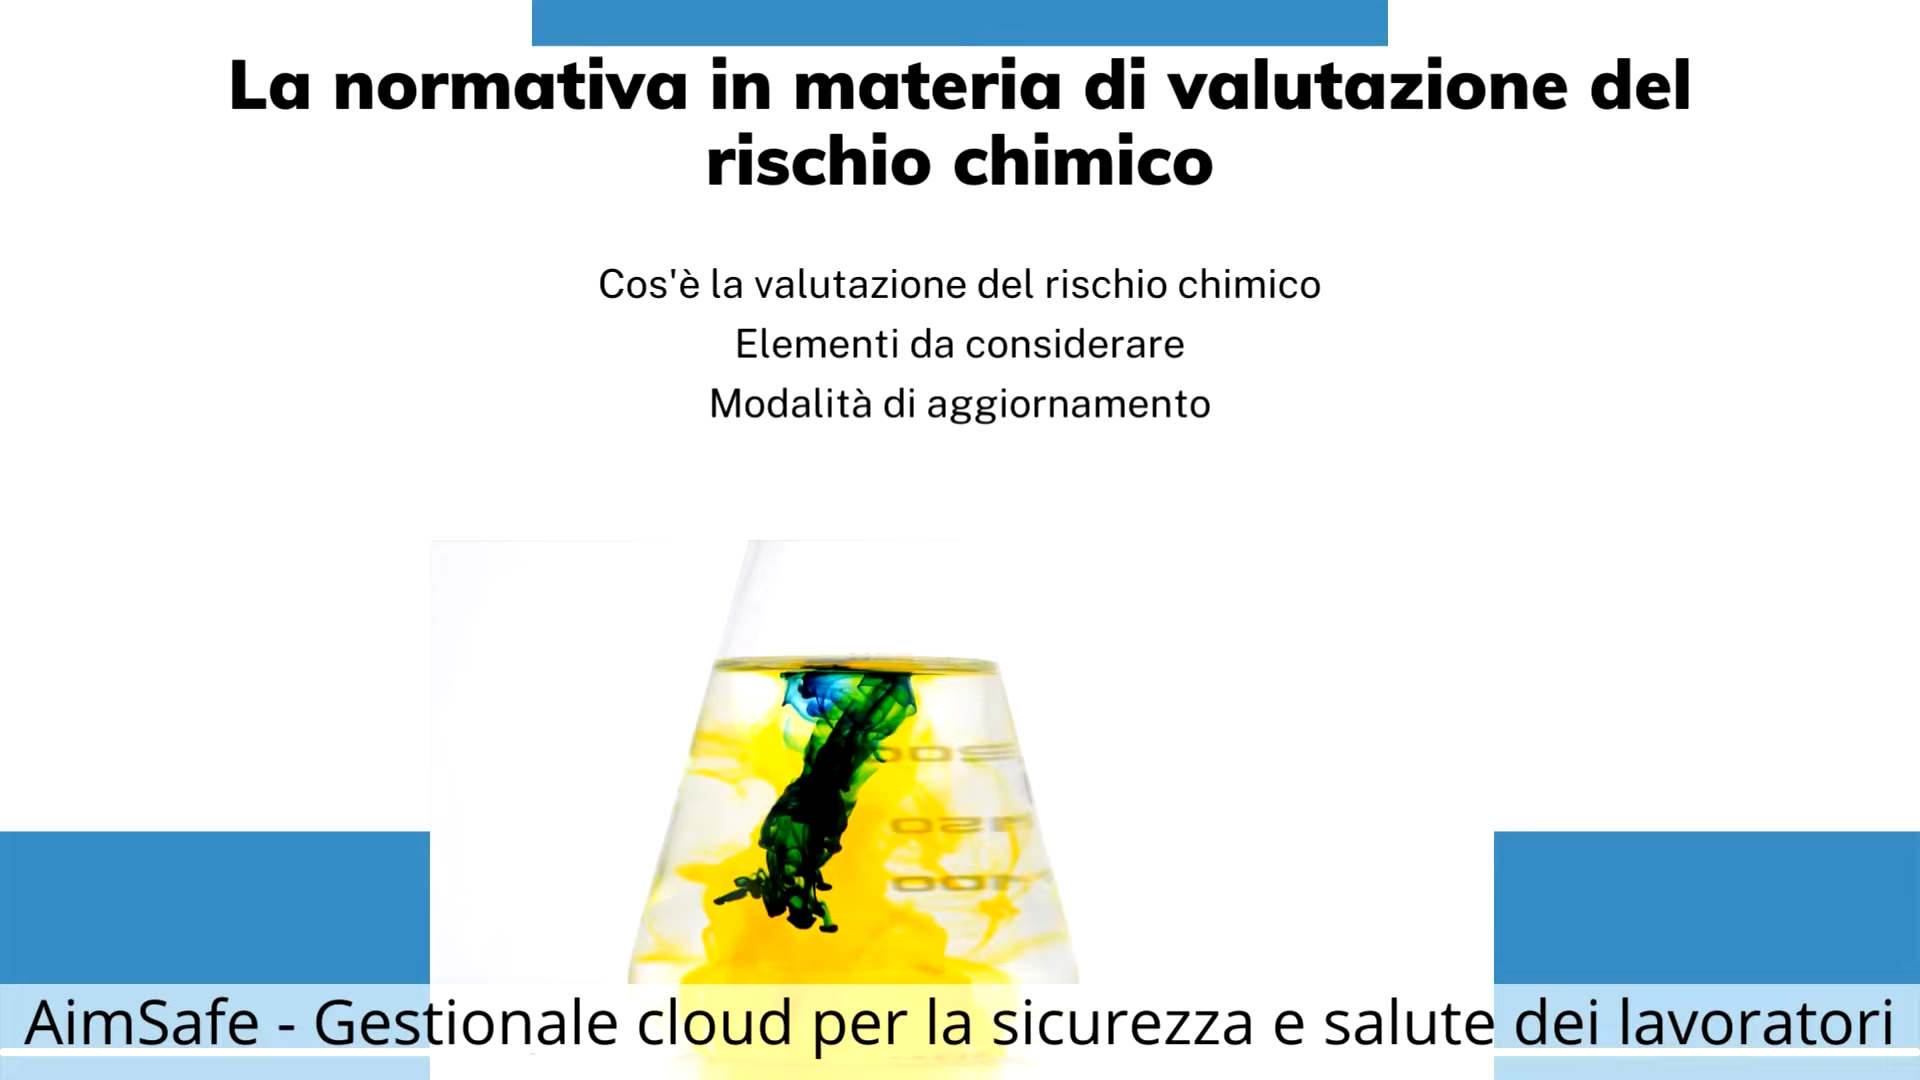 La normativa in materia di valutazione del
rischio chimico
Cos'è la valutazione del rischio chimico
Elementi da considerare
Modalità di aggiornamento
AimSafe - Gestionale cloud per la sicurezza e salute dei lavoratori